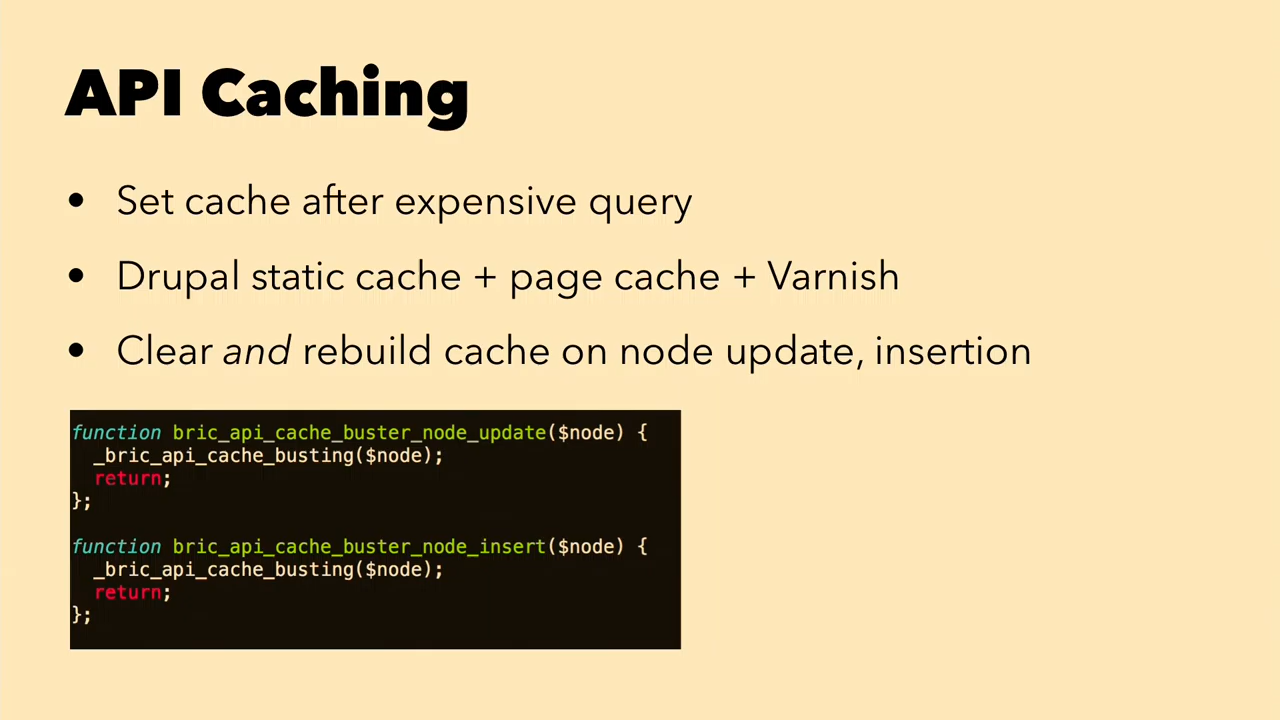 API Caching
• Set cache after expensive query
• Drupal static cache + page cache + Varnish
• Clear and rebuild cache on node update, insertion
function bric_api_cache_buster_node_update($node) {
  _bric_api_cache_busting($node);
  return;
};
function bric_api_cache_buster_node_insert($node) {
  _bric_api_cache_busting($node);
  return;
};